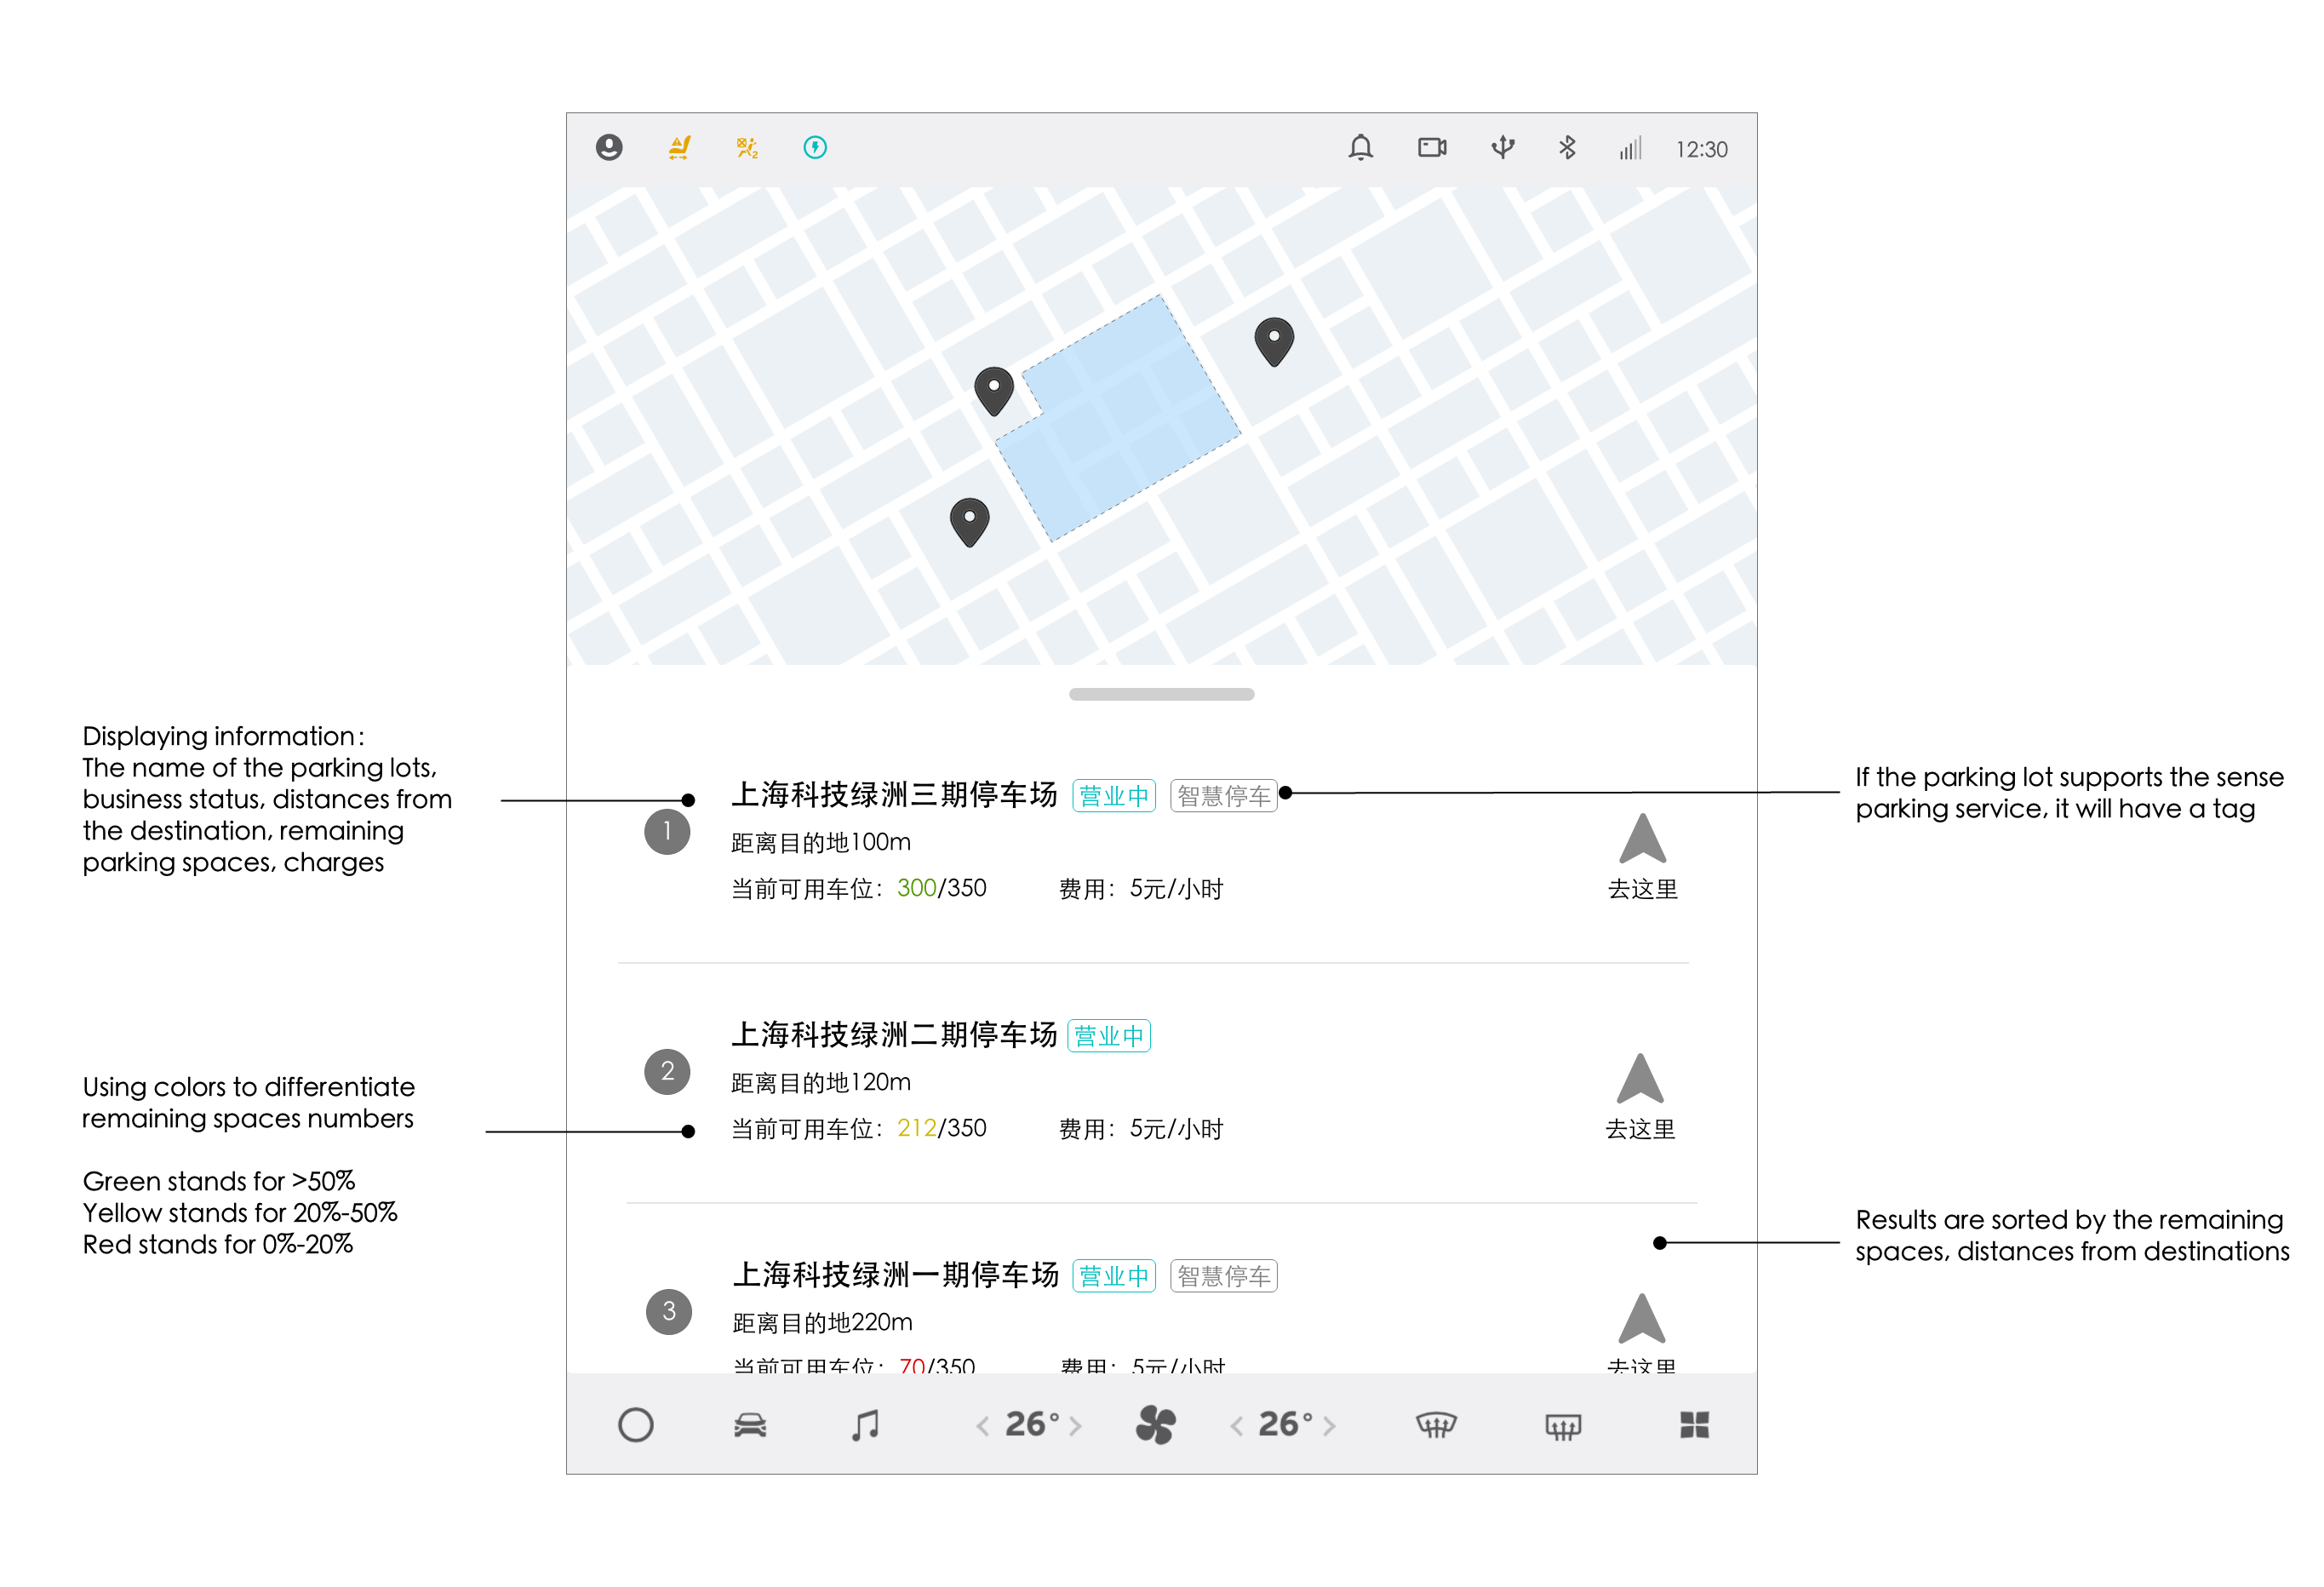 12:30
Displaying information:
The name of the parking lots,
business status, distances from
the destination, remaining
parking spaces, charges
1
上海科技绿洲三期停车场 营业中 智慧停车
距离目的地100m
当前可用车位: 300/350 费用: 5元/小时
去这里
If the parking lot supports the sense
parking service, it will have a tag
2
上海科技绿洲二期停车场 营业中
距离目的地120m
当前可用车位: 212/350 费用: 5元/小时
去这里
Using colors to differentiate
remaining spaces numbers
Green stands for >50%
Yellow stands for 20%-50%
Red stands for 0%-20%
Results are sorted by the remaining
spaces, distances from destinations
3
上海科技绿洲一期停车场 营业中 智慧停车
距离目的地220m
当前可用车位: 70/350 费用: 5元/小时
去这里
26° 26°